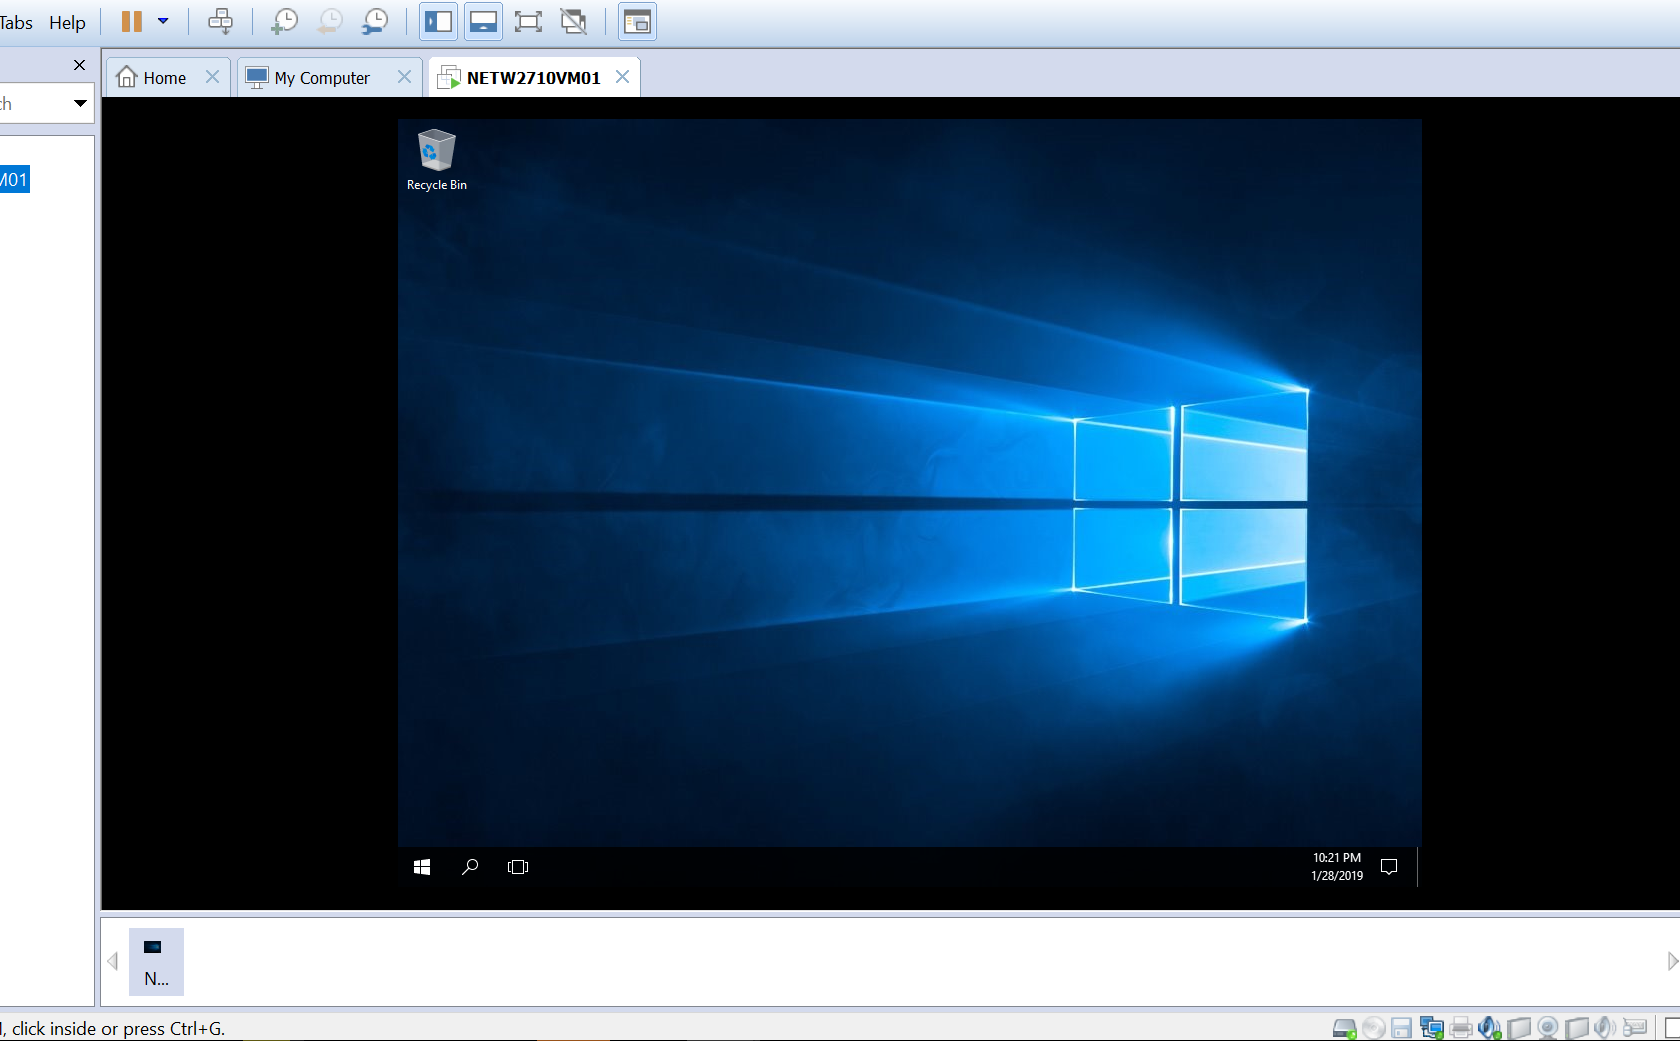 Tabs Help
Home
My Computer
NETW2710VM01
ch
M01
Recycle Bin
10:21 PM
1/28/2019
N...
, click inside or press Ctrl+G.